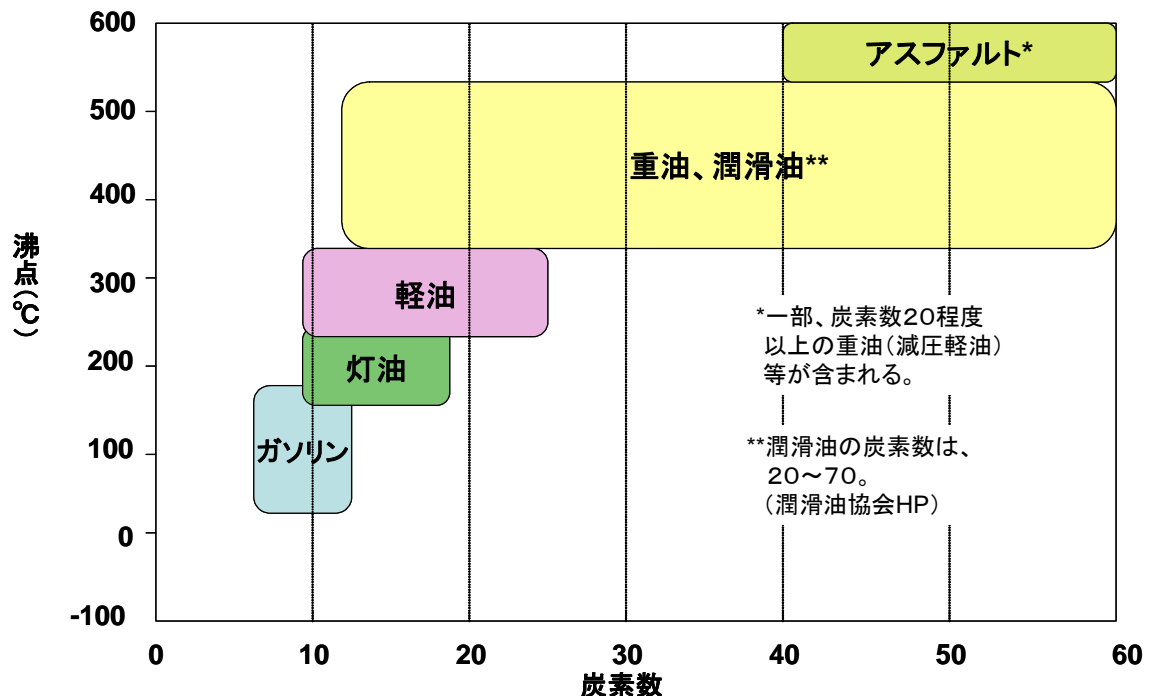 600
500
400
300
200
100
0
-100
沸点(℃)
アスファルト*
重油、潤滑油**
軽油
灯油
ガソリン
*一部、炭素数20程度
以上の重油(減圧軽油)
等が含まれる。
**潤滑油の炭素数は、
20~70。
(潤滑油協会HP)
0 10 20 30 40 50 60
炭素数